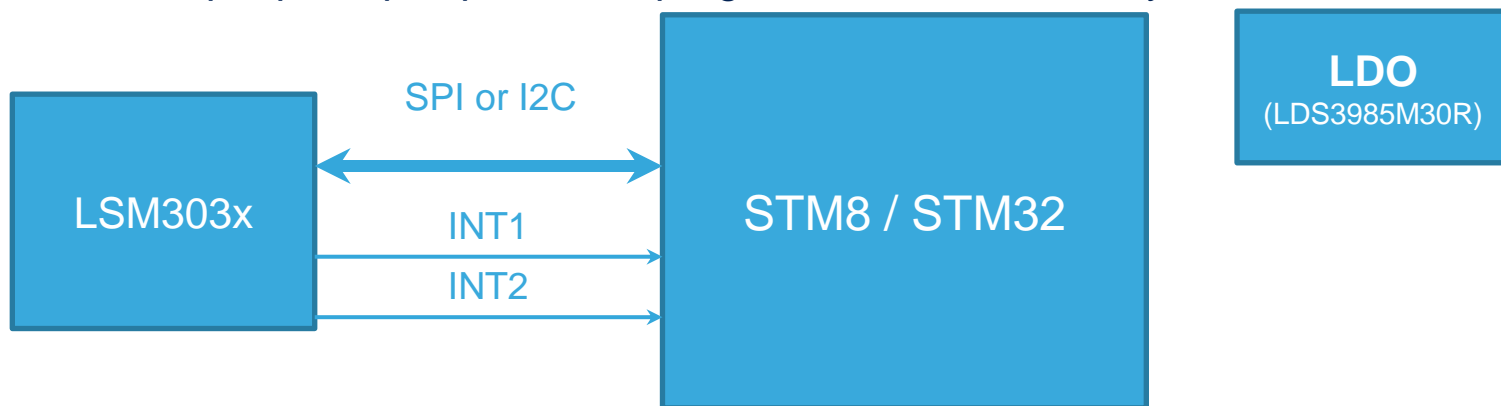 SPI or I2C
LDO
(LDS3985M30R)
LSM303x
INT1
INT2
STM8 / STM32